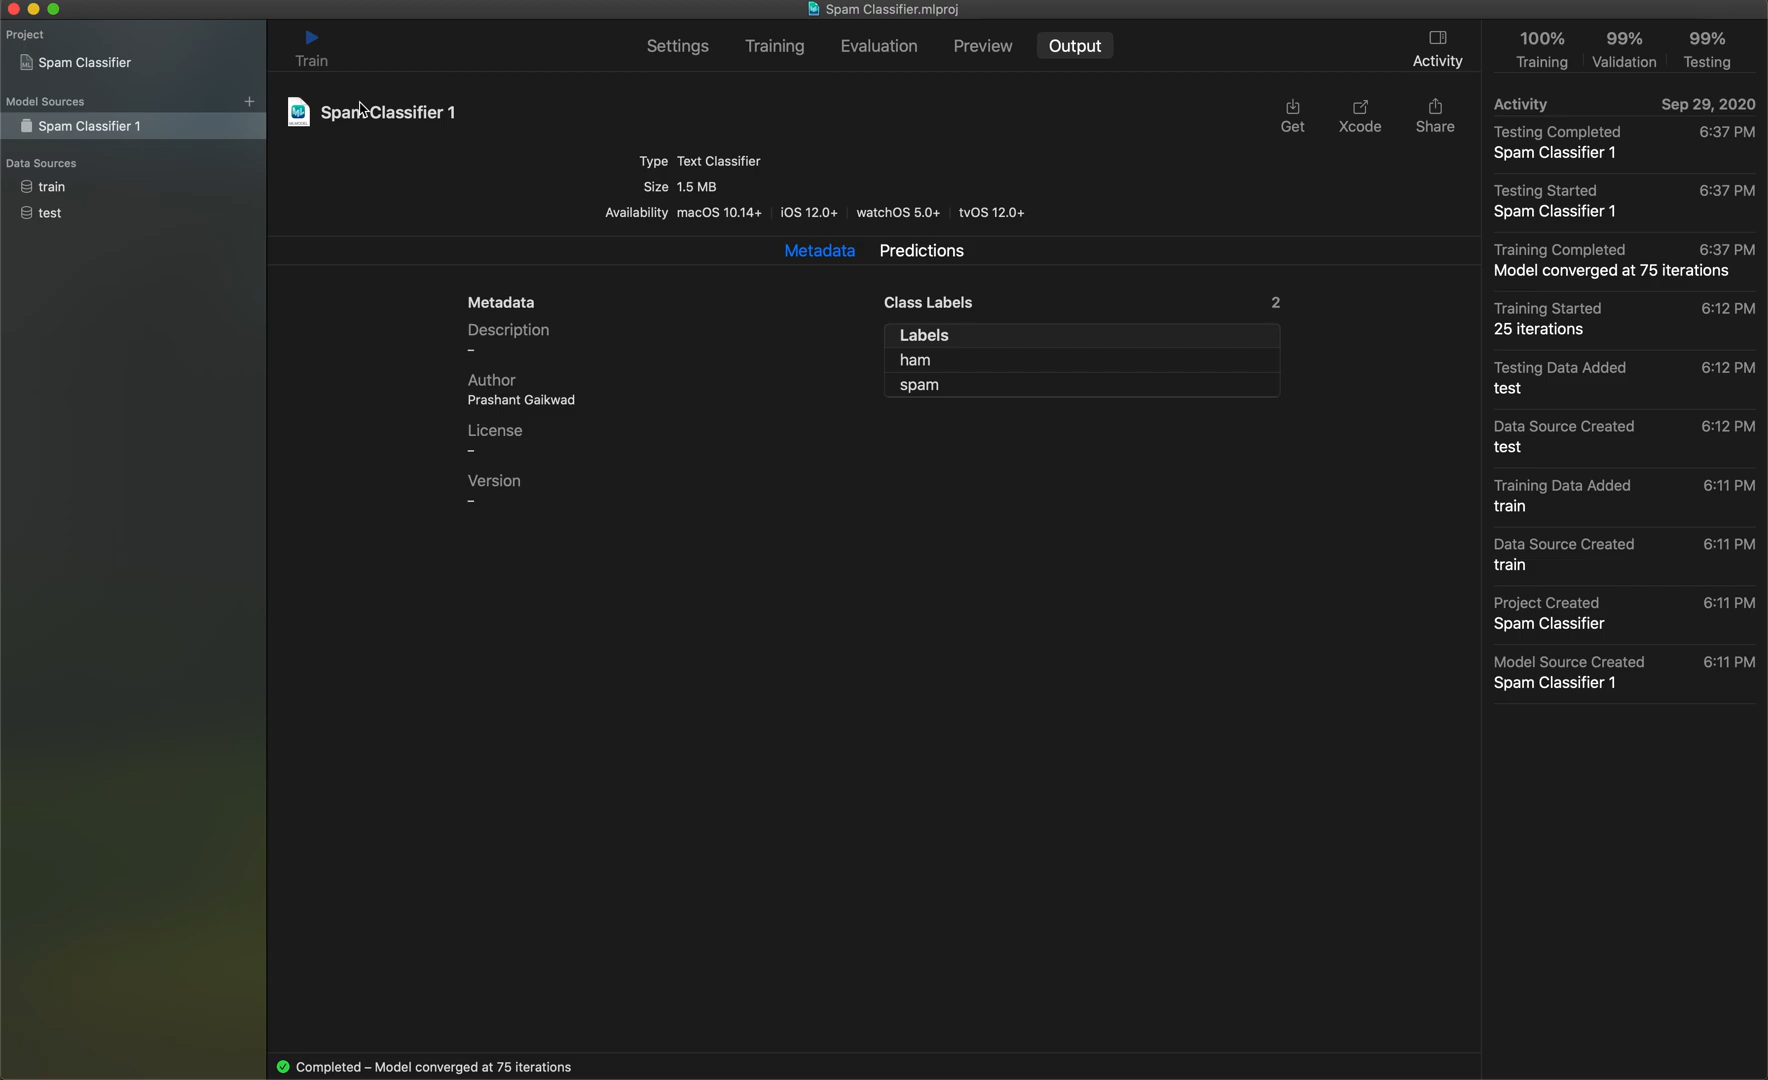 Spam Classifier.mlproj
Project
Spam Classifier
Model Sources
Spam Classifier 1
Data Sources
train
test
Train
Settings
Training
Evaluation
Preview
Output
Activity
Spam Classifier 1
Get
Xcode
Share
Type Text Classifier
Size 1.5 MB
Availability macOS 10.14+ iOS 12.0+ watchOS 5.0+ tvOS 12.0+
Metadata Predictions
Metadata
Description
–
Author
Prashant Gaikwad
License
–
Version
–
Class Labels 2
Labels
ham
spam
Completed – Model converged at 75 iterations
100% 99% 99%
Training Validation Testing
Activity Sep 29, 2020
Testing Completed 6:37 PM
Spam Classifier 1
Testing Started 6:37 PM
Spam Classifier 1
Training Completed 6:37 PM
Model converged at 75 iterations
Training Started 6:12 PM
25 iterations
Testing Data Added 6:12 PM
test
Data Source Created 6:12 PM
test
Training Data Added 6:11 PM
train
Data Source Created 6:11 PM
train
Project Created 6:11 PM
Spam Classifier
Model Source Created 6:11 PM
Spam Classifier 1